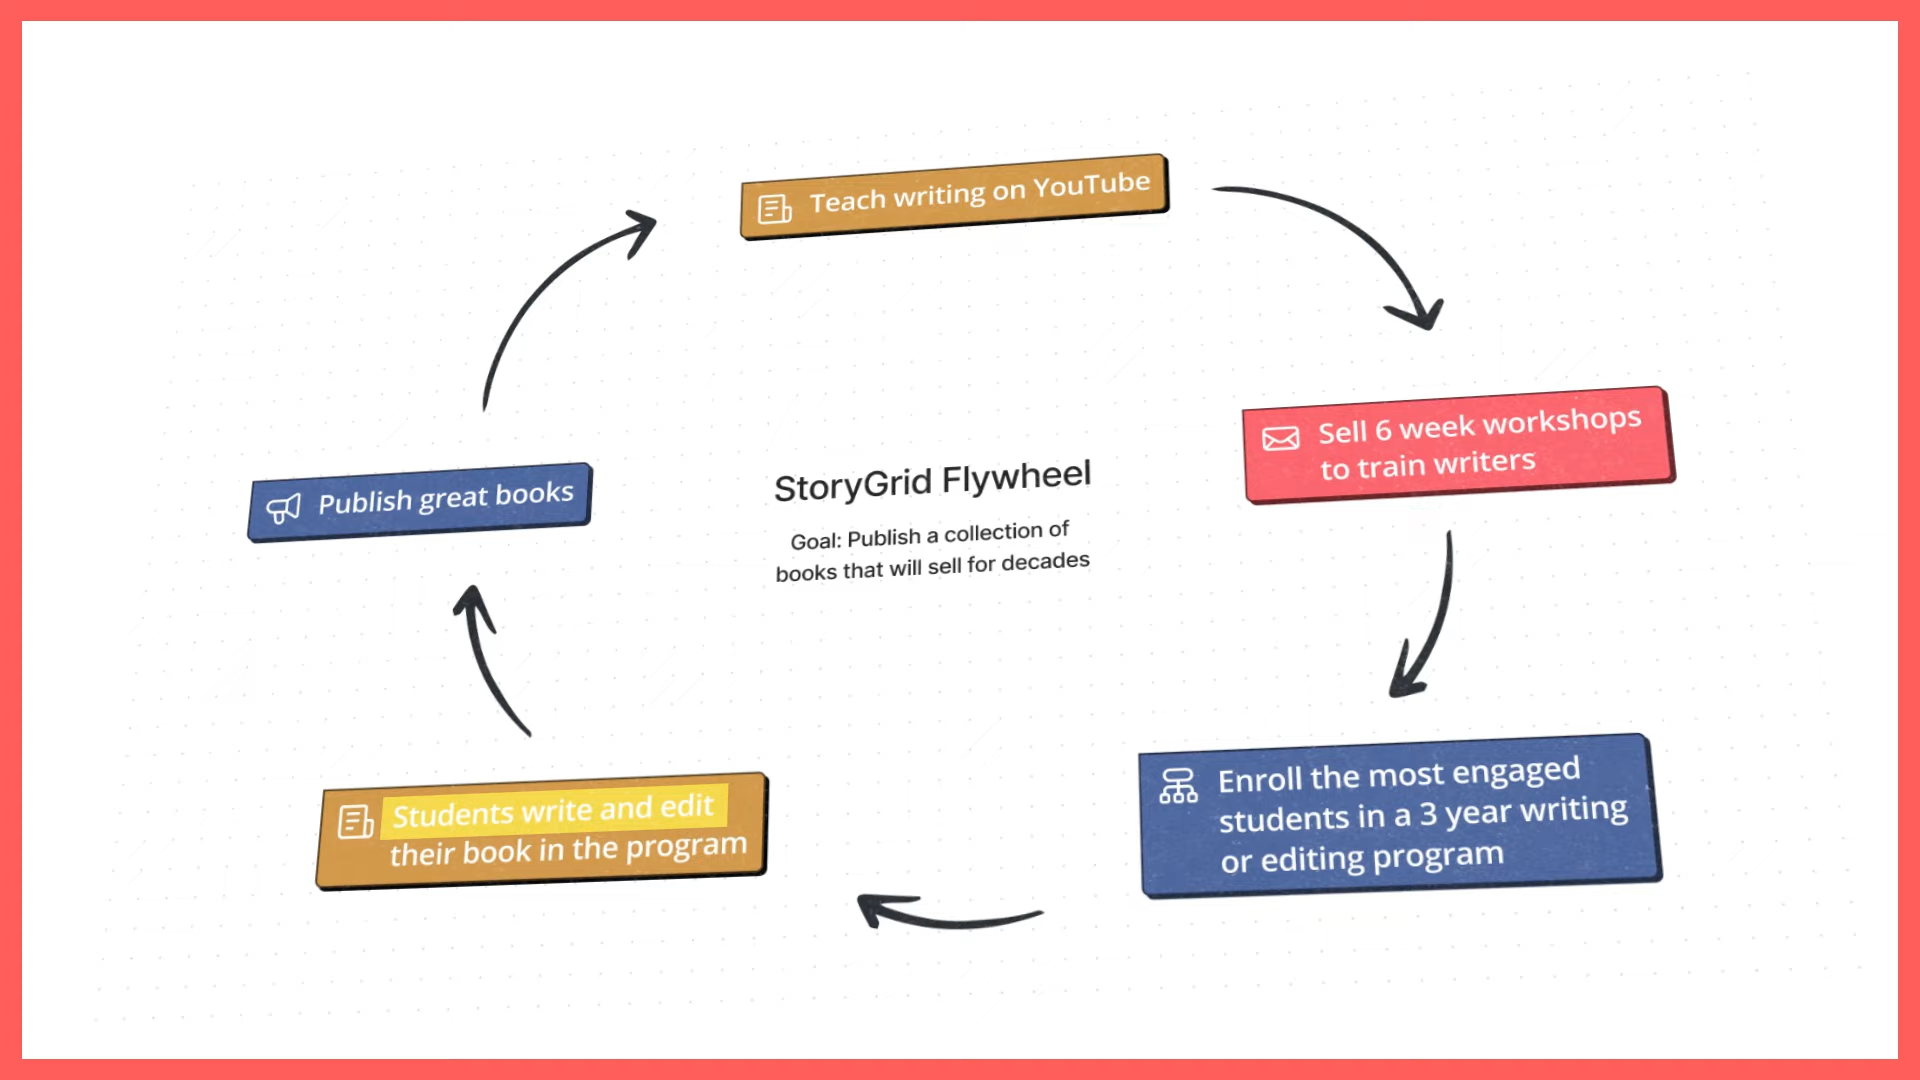 Teach writing on YouTube
Sell 6 week workshops
to train writers
Enroll the most engaged
students in a 3 year writing
or editing program
Students write and edit
their book in the program
Publish great books
StoryGrid Flywheel
Goal: Publish a collection of
books that will sell for decades